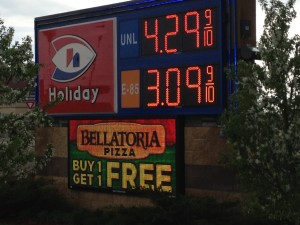 UNL 4.29 9/10
Holiday
E-85 3.09 9/10
BELLATORIA
PIZZA
BUY 1
GET 1 FREE